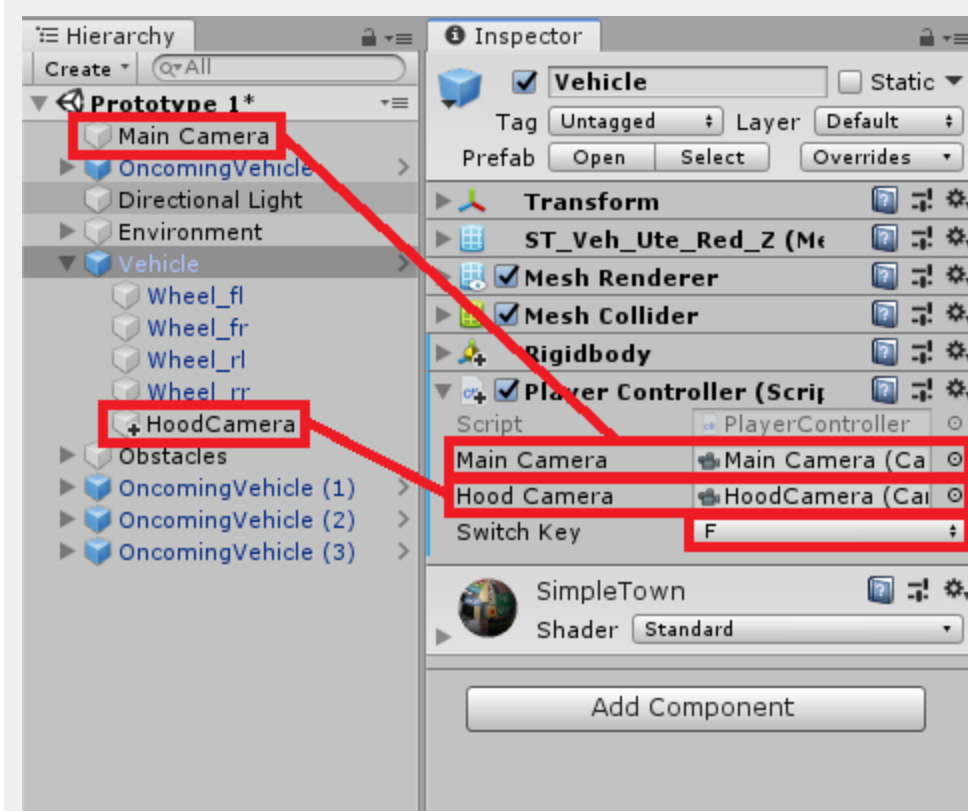 Hierarchy
Create All
Prototype 1*
Main Camera
OncomingVehicle
Directional Light
Environment
Vehicle
Wheel_fl
Wheel_fr
Wheel_rl
Wheel_rr
HoodCamera
Obstacles
OncomingVehicle (1)
OncomingVehicle (2)
OncomingVehicle (3)
Inspector
Vehicle Static
Tag Untagged Layer Default
Prefab Open Select Overrides
Transform
ST_Veh_Ute_Red_Z (Me
Mesh Renderer
Mesh Collider
Rigidbody
Player Controller (Scrip
Script PlayerController
Main Camera Main Camera (Ca
Hood Camera HoodCamera (Cai
Switch Key F
SimpleTown
Shader Standard
Add Component